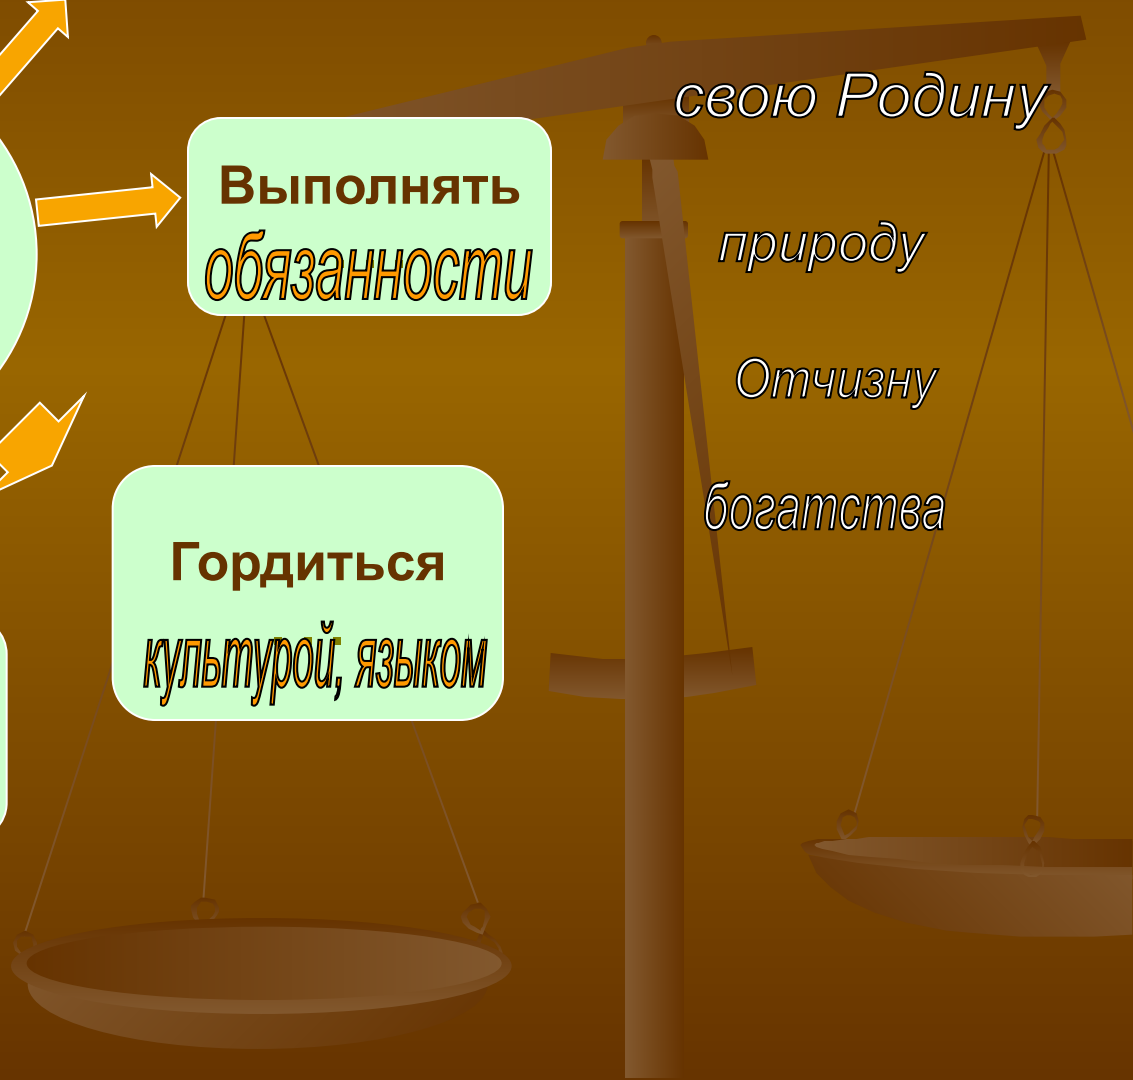 Выполнять
обязанности
Гордиться
культурой, языком
свою Родину
природу
Отчизну
богатства